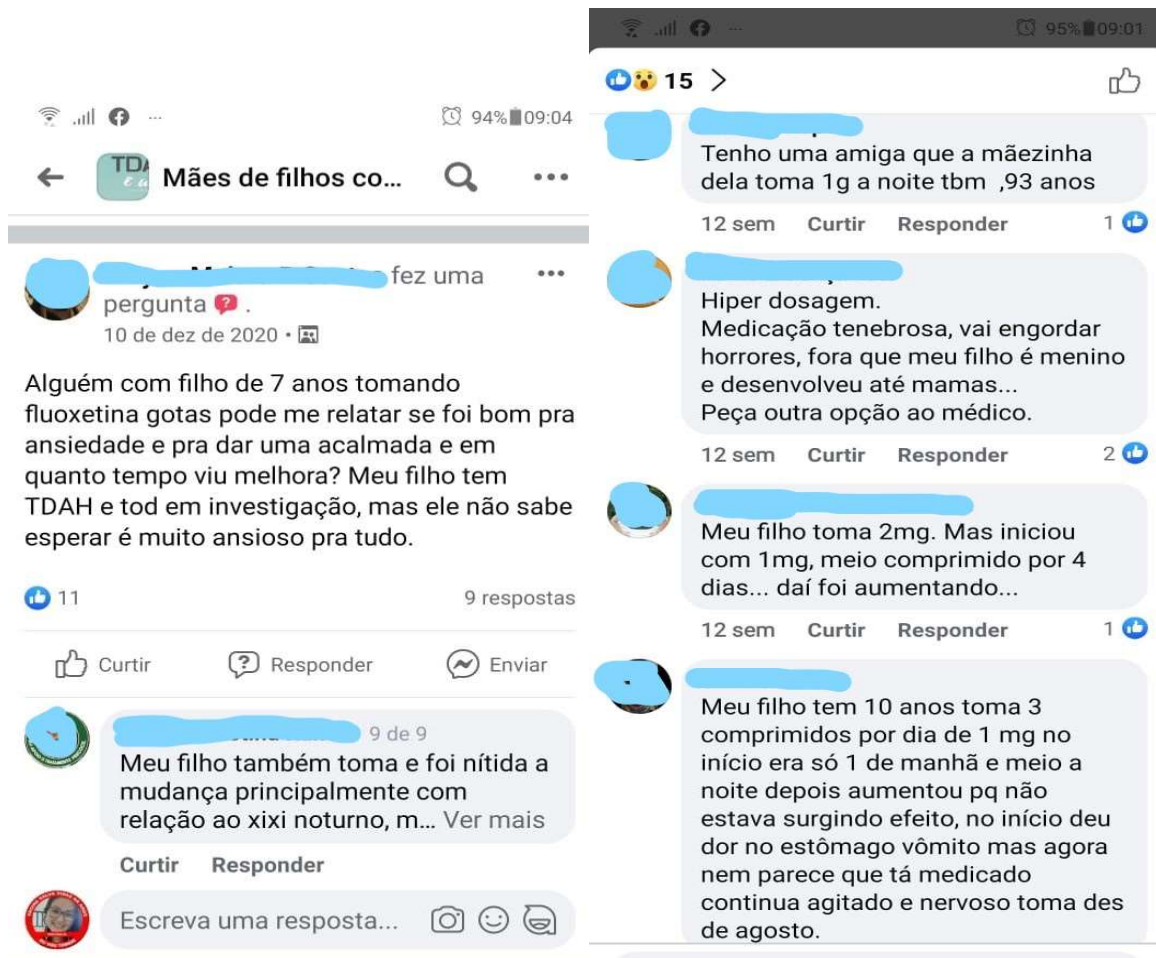 94% 09:04
TDA
Mães de filhos co...
fez uma
pergunta
10 de dez de 2020 •
Alguém com filho de 7 anos tomando
fluoxetina gotas pode me relatar se foi bom pra
ansiedade e pra dar uma acalmada e em
quanto tempo viu melhora? Meu filho tem
TDAH e tod em investigação, mas ele não sabe
esperar é muito ansioso pra tudo.
11
9 respostas
Curtir
Responder
Enviar
9 de 9
Meu filho também toma e foi nítida a
mudança principalmente com
relação ao xixi noturno, m... Ver mais
Curtir Responder
Escreva uma resposta...
95% 09:01
15
Tenho uma amiga que a mãezinha
dela toma 1g a noite tbm ,93 anos
12 sem Curtir Responder 1
Hiper dosagem.
Medicação tenebrosa, vai engordar
horrores, fora que meu filho é menino
e desenvolveu até mamas...
Peça outra opção ao médico.
12 sem Curtir Responder 2
Meu filho toma 2mg. Mas iniciou
com 1mg, meio comprimido por 4
dias... daí foi aumentando...
12 sem Curtir Responder 1
Meu filho tem 10 anos toma 3
comprimidos por dia de 1 mg no
início era só 1 de manhã e meio a
noite depois aumentou pq não
estava surgindo efeito, no início deu
dor no estômago vômito mas agora
nem parece que tá medicado
continua agitado e nervoso toma des
de agosto.